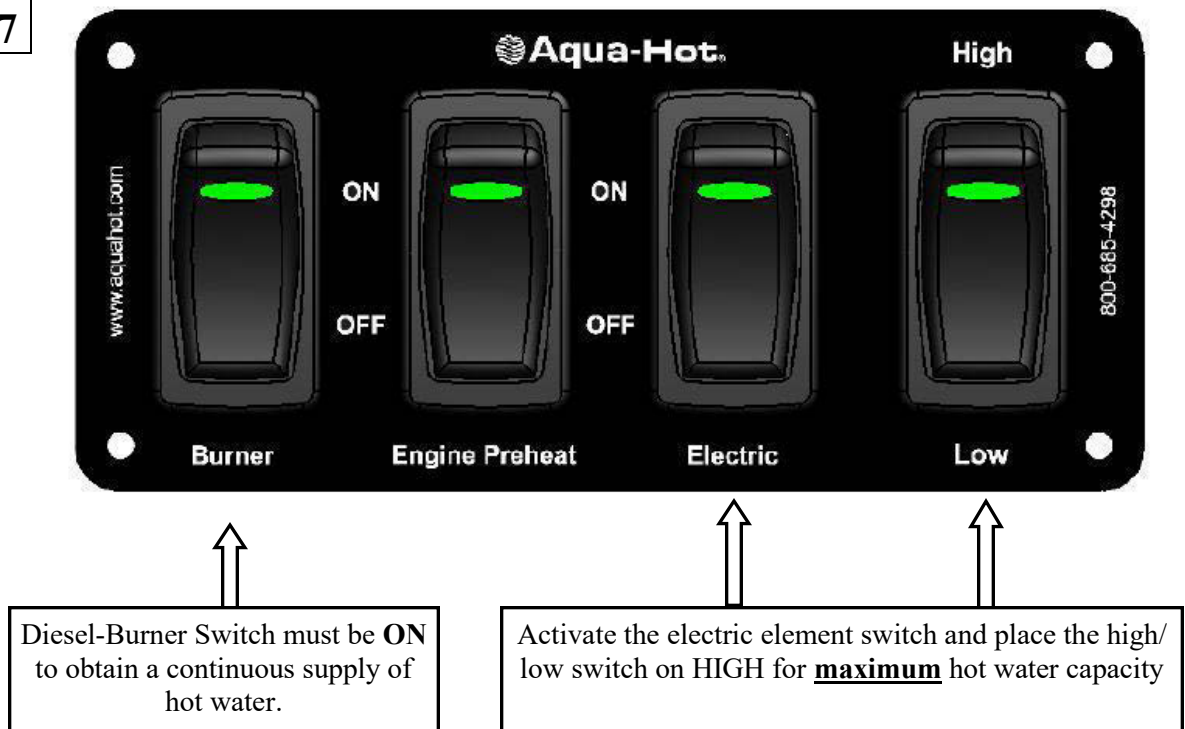 7
Aqua-Hot®
High
www.aquahot.com
ON
ON
800-685-4298
OFF
OFF
Burner
Engine Preheat
Electric
Low
Diesel-Burner Switch must be ON
to obtain a continuous supply of
hot water.
Activate the electric element switch and place the high/
low switch on HIGH for maximum hot water capacity